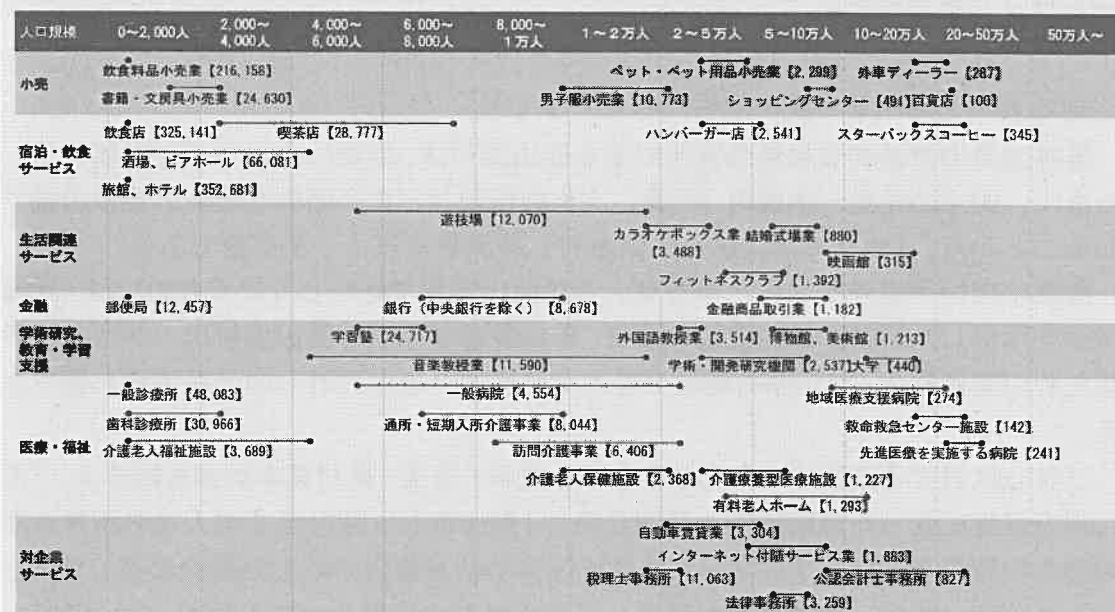 人口規模 0～2,000人 2,000～4,000人 4,000～6,000人 6,000～8,000人 8,000～1万人 1～2万人 2～5万人 5～10万人 10～20万人 20～50万人 50万人～
小売
飲食料品小売業【216,158】 ペット・ペット用品小売業【2,299】 外車ディーラー【287】
書籍・文房具小売業【24,630】 男子服小売業【10,773】 ショッピングセンター【491】百貨店【100】
宿泊・飲食サービス
飲食店【325,141】 喫茶店【28,777】 ハンバーガー店【2,541】 スターバックスコーヒー【345】
酒場、ビアホール【66,081】
旅館、ホテル【352,681】
生活関連サービス
遊技場【12,070】
カラオケボックス業【3,488】 結婚式場業【880】
映画館【315】
フィットネスクラブ【1,392】
金融
郵便局【12,457】 銀行（中央銀行を除く）【8,678】 金融商品取引業【1,182】
学術研究、教育・学習支援
学習塾【24,717】 外国語教授業【3,514】 博物館、美術館【1,213】
音楽教授業【11,590】 学術・開発研究機関【2,537】大学【440】
医療・福祉
一般診療所【48,083】 一般病院【4,554】 地域医療支援病院【274】
歯科診療所【30,966】 通所・短期入所介護事業【8,044】 救命救急センター施設【142】
介護老人福祉施設【3,689】 訪問介護事業【6,406】 先進医療を実施する病院【241】
介護老人保健施設【2,368】 介護療養型医療施設【1,227】
有料老人ホーム【1,293】
対企業サービス
自動車賃貸業【3,304】
インターネット付随サービス業【1,883】
税理士事務所【11,063】 公認会計士事務所【827】
法律事務所【3,259】